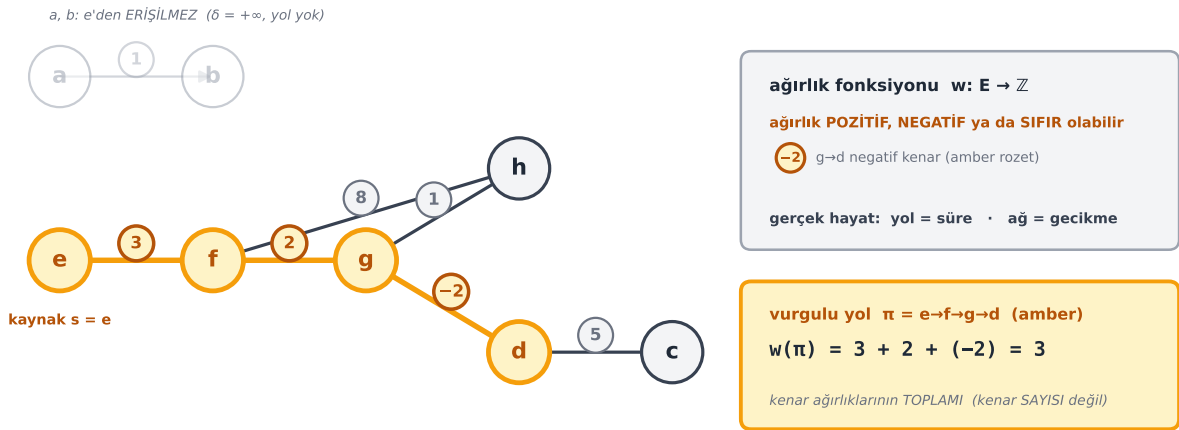 a, b: e'den ERİŞİLMEZ  (δ = +∞, yol yok)
a
1
b
h
8
1
e
3
f
2
g
−2
kaynak s = e
d
5
c
ağırlık fonksiyonu  w: E → ℤ
ağırlık POZİTİF, NEGATİF ya da SIFIR olabilir
−2 g→d negatif kenar (amber rozet)
gerçek hayat:  yol = süre   ·   ağ = gecikme
vurgulu yol  π = e→f→g→d  (amber)
w(π) = 3 + 2 + (−2) = 3
kenar ağırlıklarının TOPLAMI  (kenar SAYISI değil)